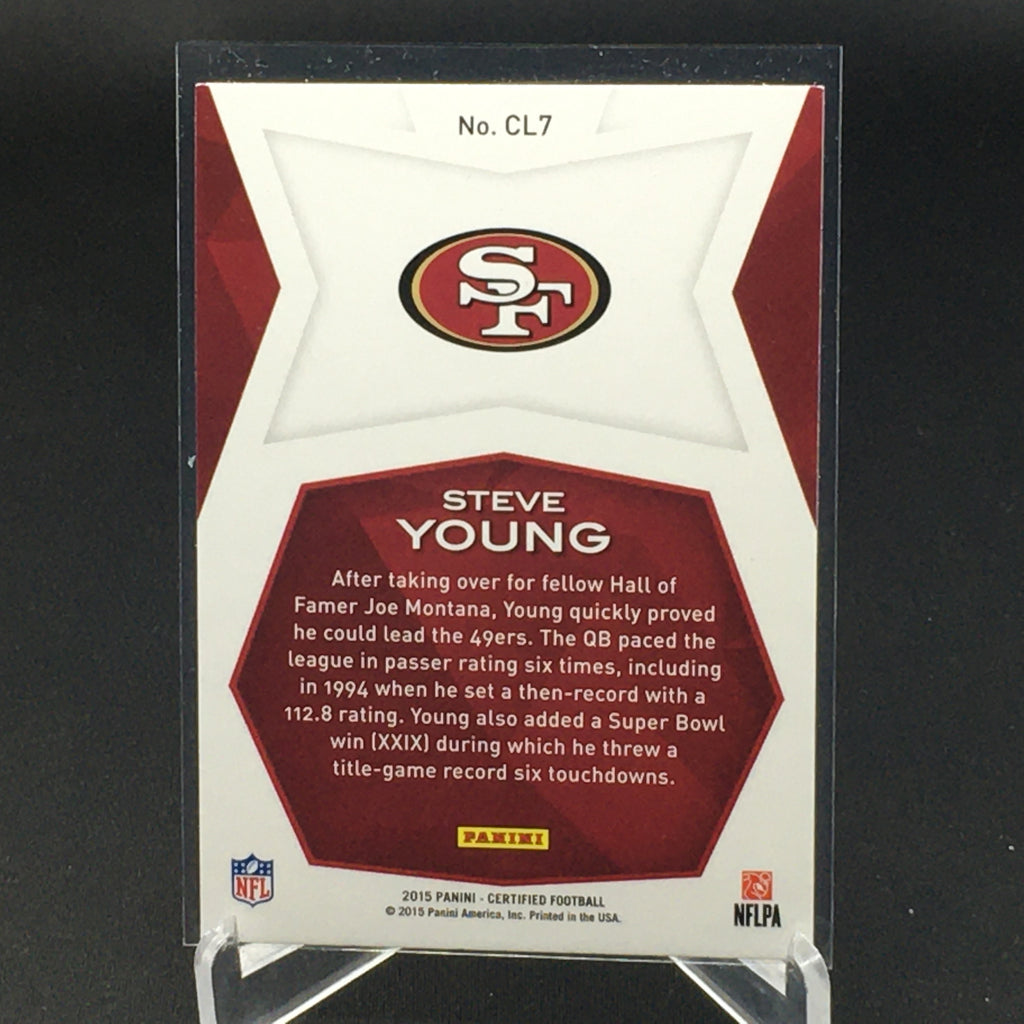 No. CL7
SF
STEVE
YOUNG
After taking over for fellow Hall of
Famer Joe Montana, Young quickly proved
he could lead the 49ers. The QB paced the
league in passer rating six times, including
in 1994 when he set a then-record with a
112.8 rating. Young also added a Super Bowl
win (XXIX) during which he threw a
title-game record six touchdowns.
PANINI
NFL
2015 PANINI - CERTIFIED FOOTBALL
© 2015 Panini America, Inc. Printed in the USA.
NFLPA